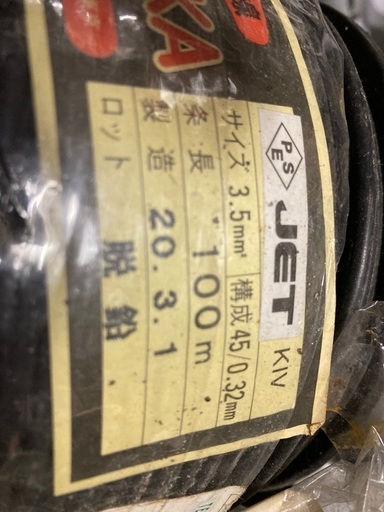 KA
PSE JET KIV
サイズ 3.5mm² 構成 45/0.32mm
条長 100m
製造 20.3.1
ロット 脱鉛